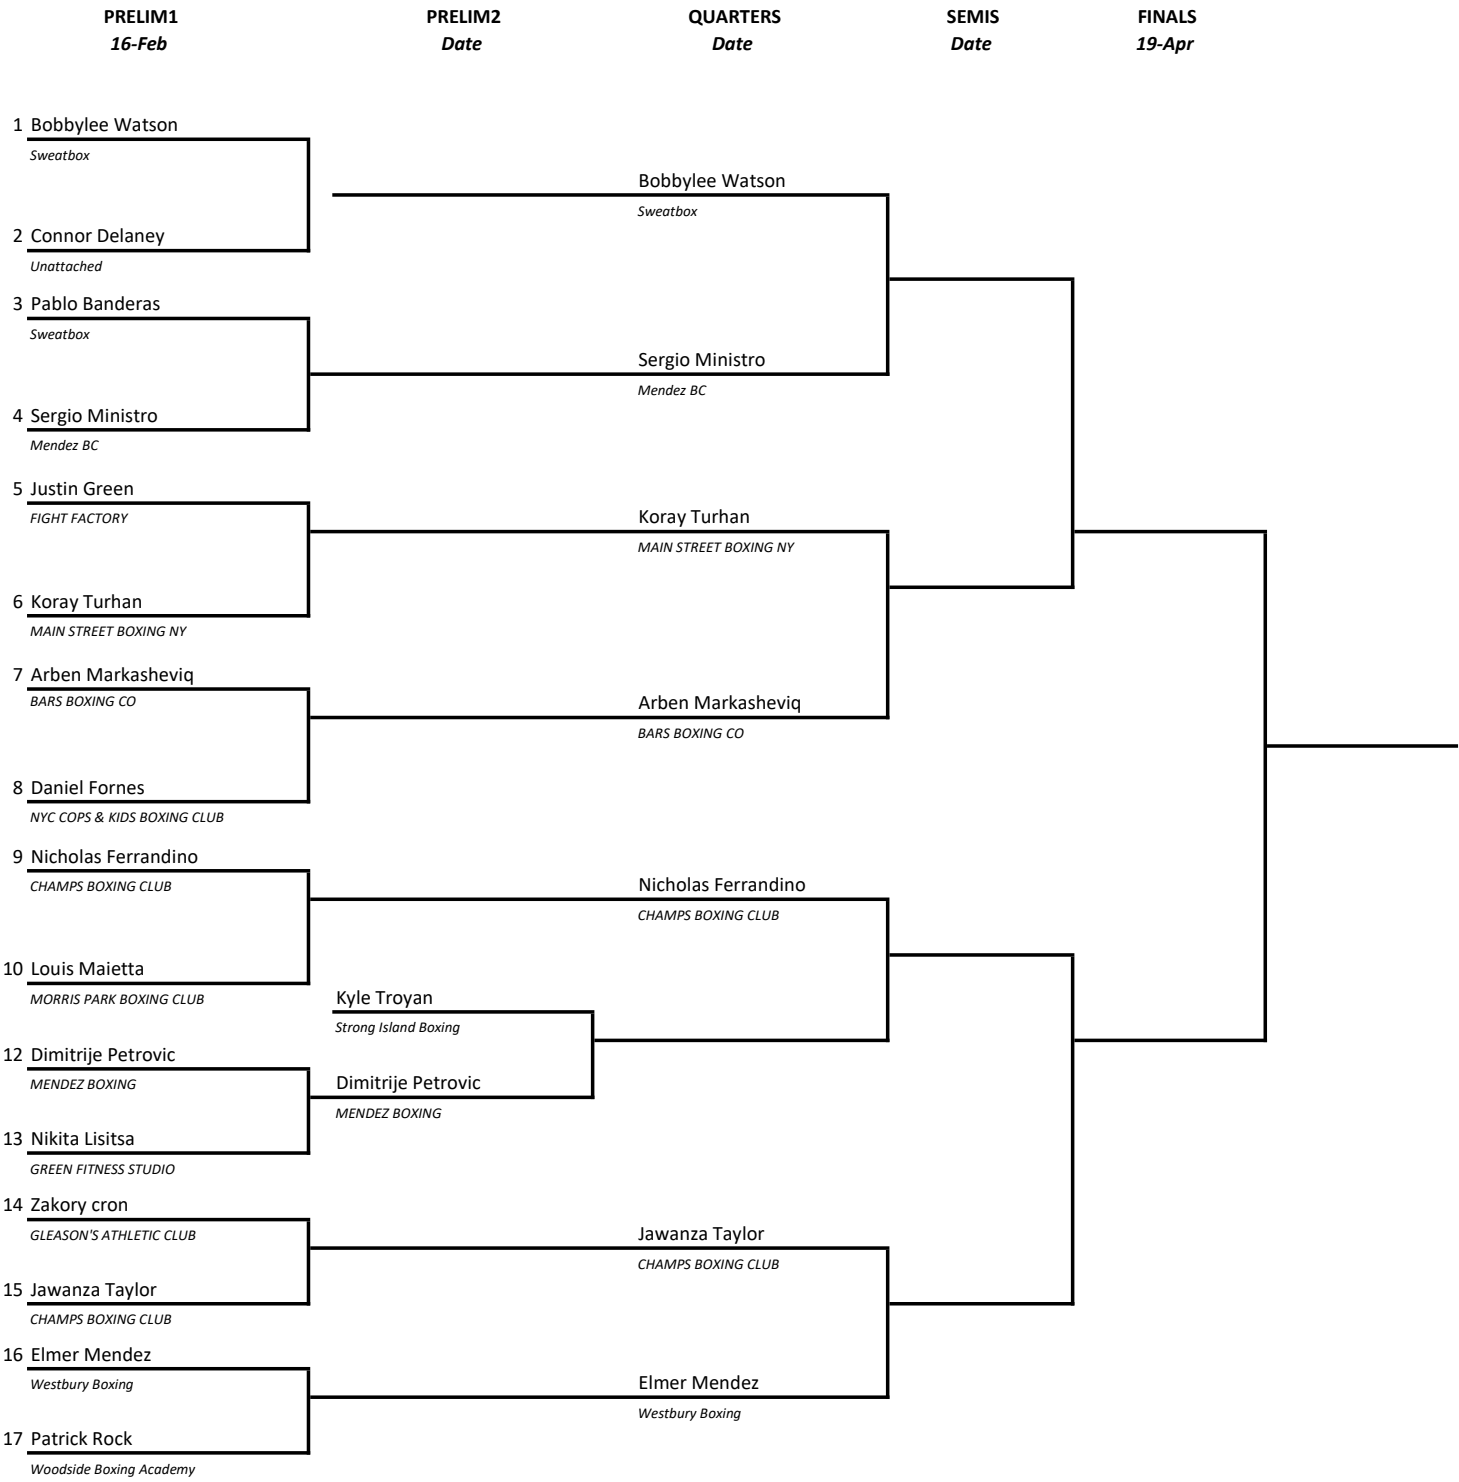 PRELIM1 PRELIM2 QUARTERS SEMIS FINALS
16-Feb Date Date Date 19-Apr
1 Bobbylee Watson
Sweatbox
Bobbylee Watson
Sweatbox
2 Connor Delaney
Unattached
3 Pablo Banderas
Sweatbox
Sergio Ministro
Mendez BC
4 Sergio Ministro
Mendez BC
5 Justin Green
FIGHT FACTORY
Koray Turhan
MAIN STREET BOXING NY
6 Koray Turhan
MAIN STREET BOXING NY
7 Arben Markasheviq
BARS BOXING CO
Arben Markasheviq
BARS BOXING CO
8 Daniel Fornes
NYC COPS & KIDS BOXING CLUB
9 Nicholas Ferrandino
CHAMPS BOXING CLUB
Nicholas Ferrandino
CHAMPS BOXING CLUB
10 Louis Maietta
MORRIS PARK BOXING CLUB
Kyle Troyan
Strong Island Boxing
12 Dimitrije Petrovic
MENDEZ BOXING
Dimitrije Petrovic
MENDEZ BOXING
13 Nikita Lisitsa
GREEN FITNESS STUDIO
14 Zakory cron
GLEASON'S ATHLETIC CLUB
Jawanza Taylor
CHAMPS BOXING CLUB
15 Jawanza Taylor
CHAMPS BOXING CLUB
16 Elmer Mendez
Westbury Boxing
Elmer Mendez
Westbury Boxing
17 Patrick Rock
Woodside Boxing Academy